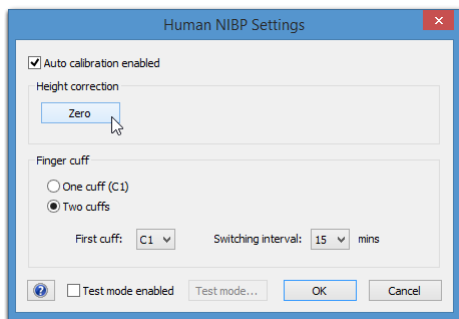 Human NIBP Settings
Auto calibration enabled
Height correction
Zero
Finger cuff
One cuff (C1)
Two cuffs
First cuff: C1 Switching interval: 15 mins
Test mode enabled Test mode... OK Cancel